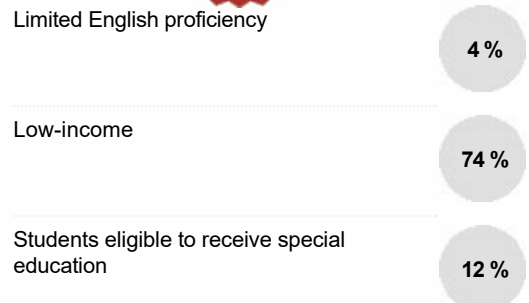 Limited English proficiency
4 %
Low-income
74 %
Students eligible to receive special
education
12 %